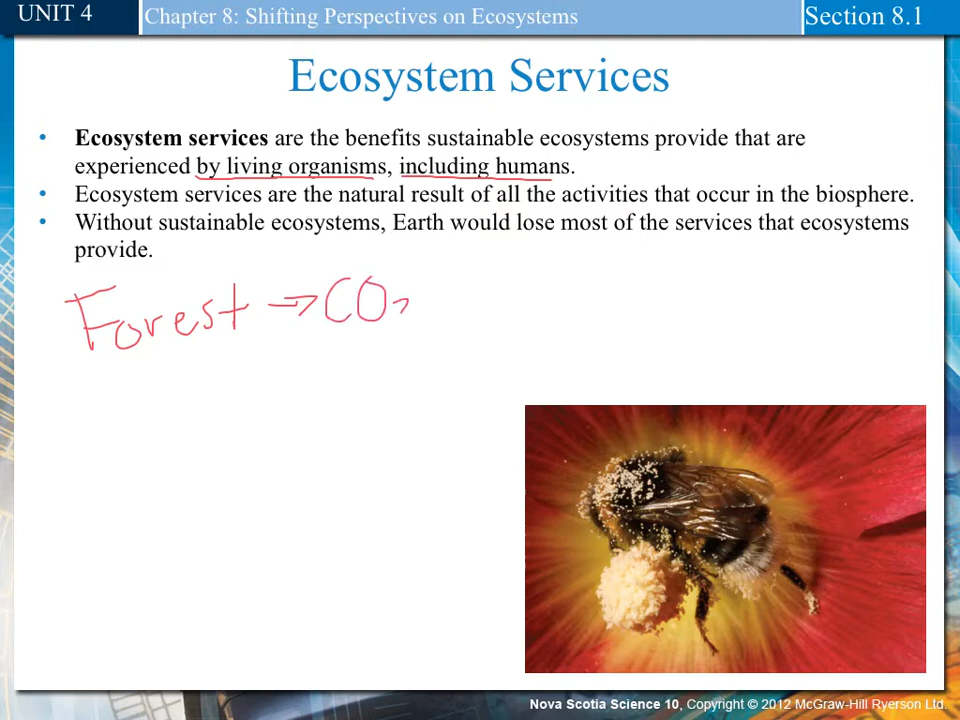 UNIT 4
Chapter 8: Shifting Perspectives on Ecosystems
Section 8.1
Ecosystem Services
• Ecosystem services are the benefits sustainable ecosystems provide that are
experienced by living organisms, including humans.
• Ecosystem services are the natural result of all the activities that occur in the biosphere.
• Without sustainable ecosystems, Earth would lose most of the services that ecosystems
provide.
Forest → CO₂
Nova Scotia Science 10, Copyright © 2012 McGraw-Hill Ryerson Ltd.